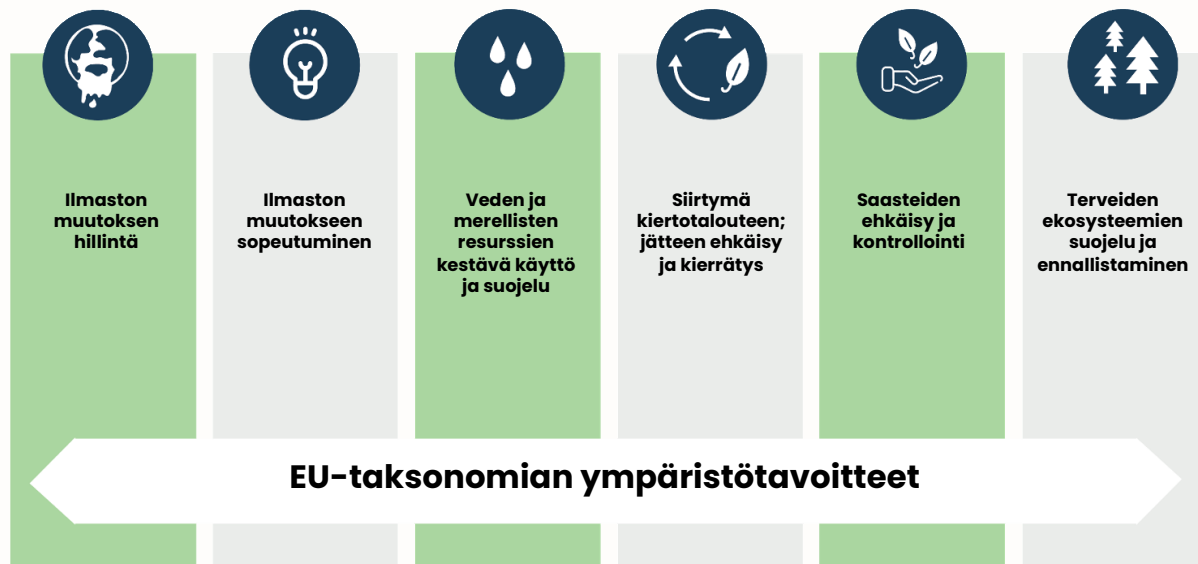 Ilmaston
muutoksen
hillintä
Ilmaston
muutokseen
sopeutuminen
Veden ja
merellisten
resurssien
kestävä käyttö
ja suojelu
Siirtymä
kiertotalouteen;
jätteen ehkäisy
ja kierrätys
Saasteiden
ehkäisy ja
kontrollointi
Terveiden
ekosysteemien
suojelu ja
ennallistaminen
EU-taksonomian ympäristötavoitteet